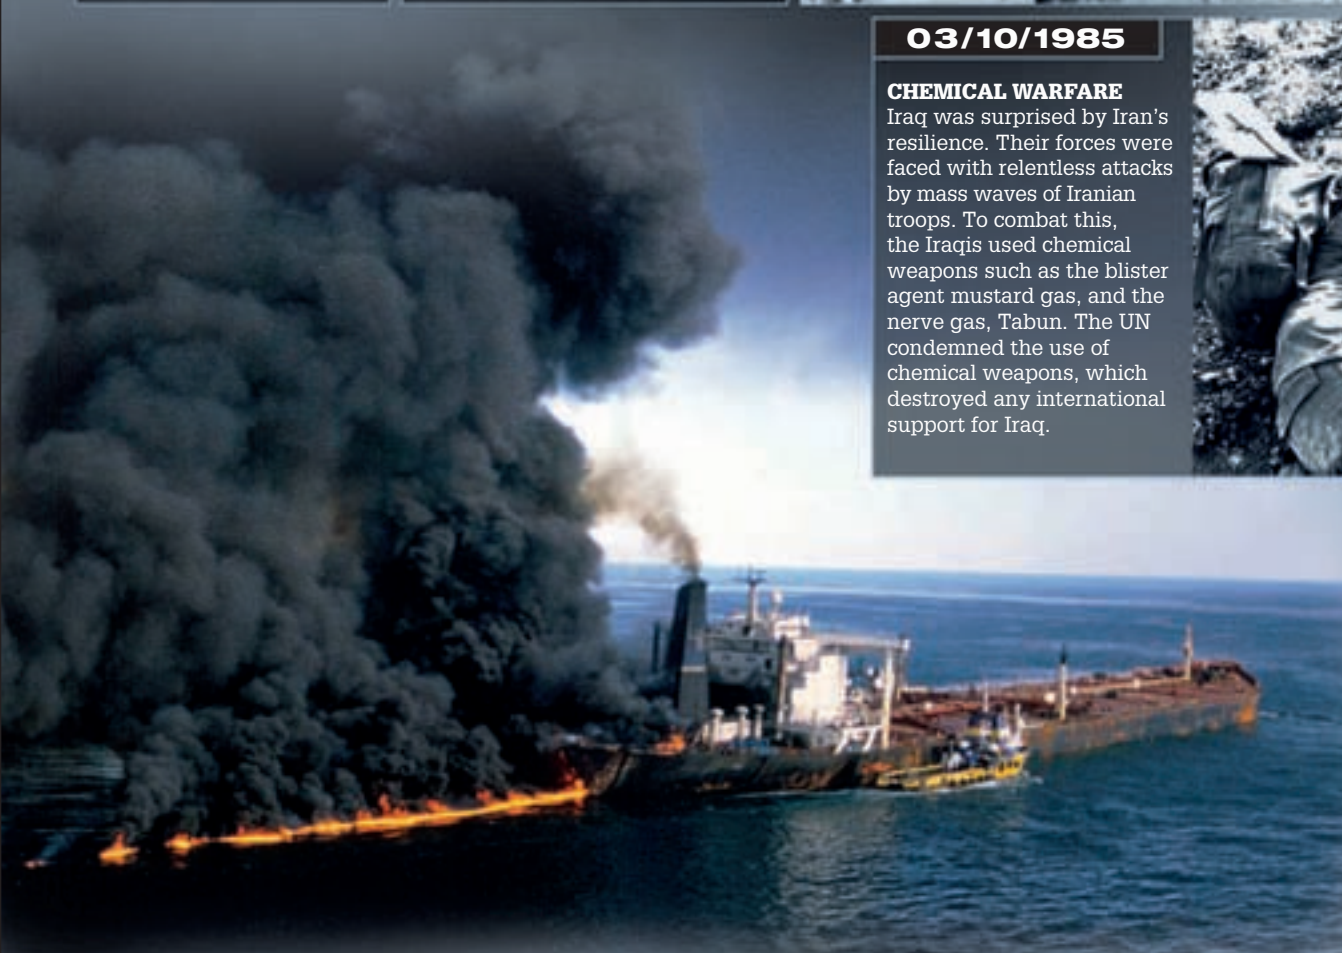 03/10/1985
CHEMICAL WARFARE
Iraq was surprised by Iran’s
resilience. Their forces were
faced with relentless attacks
by mass waves of Iranian
troops. To combat this,
the Iraqis used chemical
weapons such as the blister
agent mustard gas, and the
nerve gas, Tabun. The UN
condemned the use of
chemical weapons, which
destroyed any international
support for Iraq.